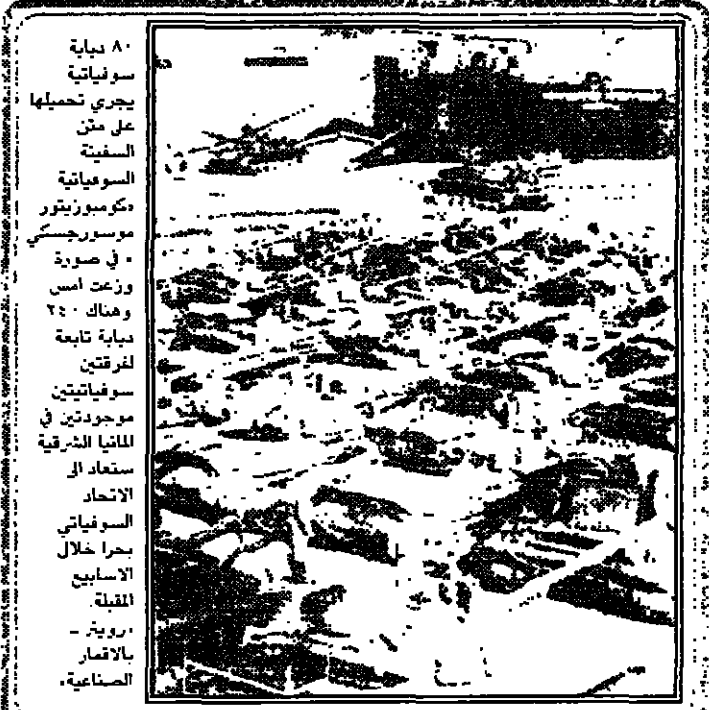 ٨٠ دبابة
سوفياتية
يجري تحميلها
على متن
السفينة
السوفياتية
«كومبوزيتور
موسورجسكي
» في صورة
وزعت امس
وهناك ٢٤٠
دبابة تابعة
لفرقتين
سوفياتيتين
موجودتين في
المانيا الشرقية
ستعاد الى
الاتحاد
السوفياتي
بحرا خلال
الاسابيع
المقبلة.
«رويتر -
بالاقمار
الصناعية»